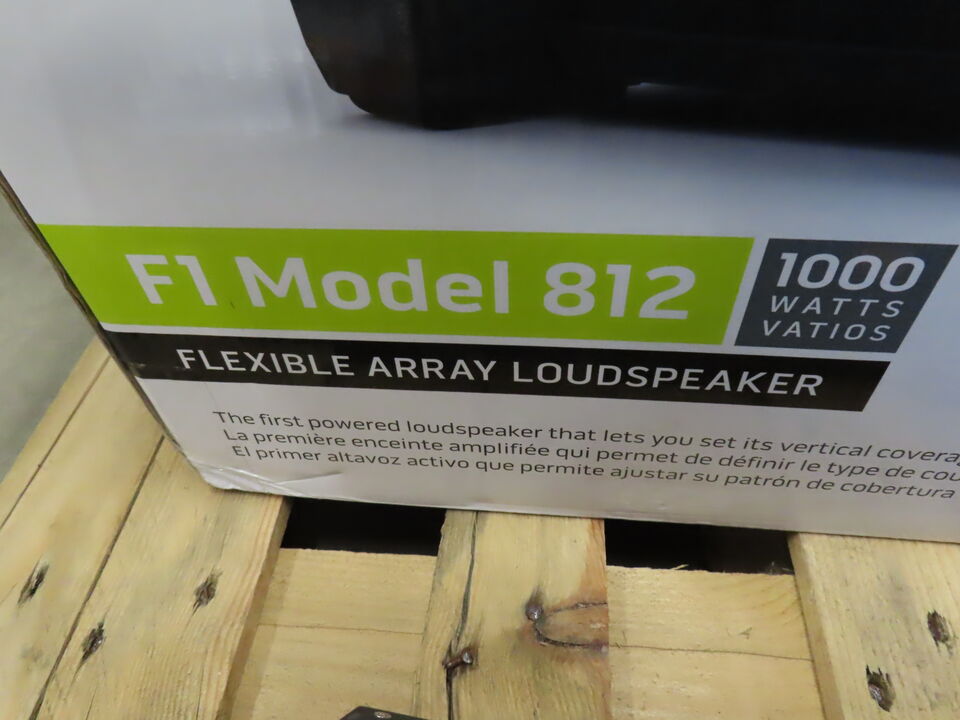 F1 Model 812
1000
WATTS
VATIOS
FLEXIBLE ARRAY LOUDSPEAKER
The first powered loudspeaker that lets you set its vertical
La première enceinte amplifiée qui permet de définir le type de
El primer altavoz activo que permite ajustar su patrón de cobertura